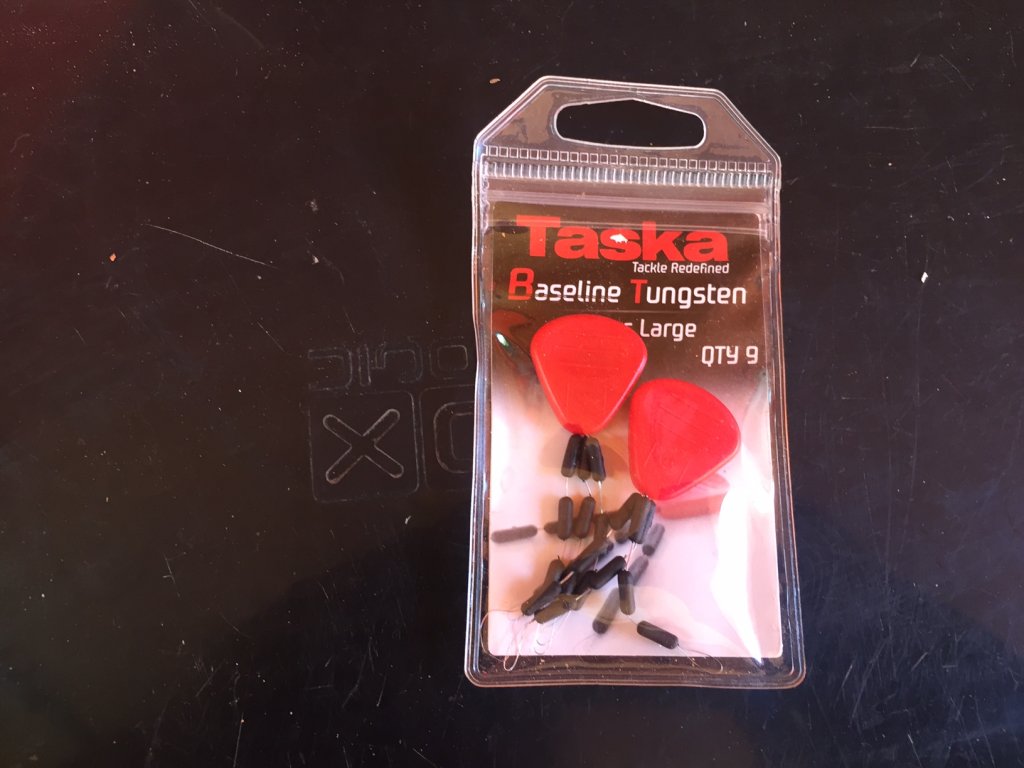 Taska
Tackle Redefined
Baseline Tungsten
Large
QTY 9